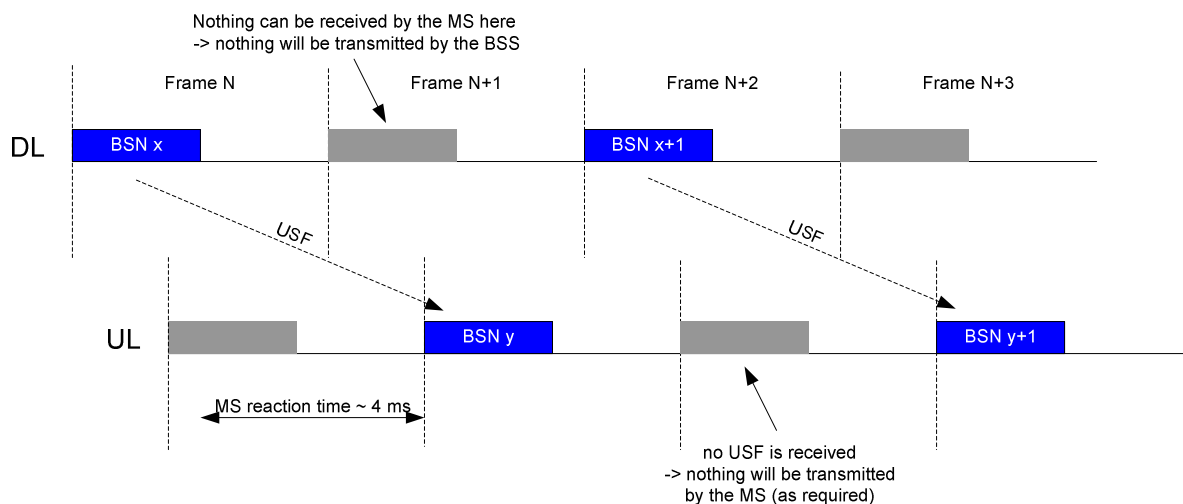 Nothing can be received by the MS here
-> nothing will be transmitted by the BSS
Frame N
Frame N+1
Frame N+2
Frame N+3
DL
BSN x
BSN x+1
USF
USF
UL
BSN y
BSN y+1
MS reaction time ~ 4 ms
no USF is received
-> nothing will be transmitted
by the MS (as required)